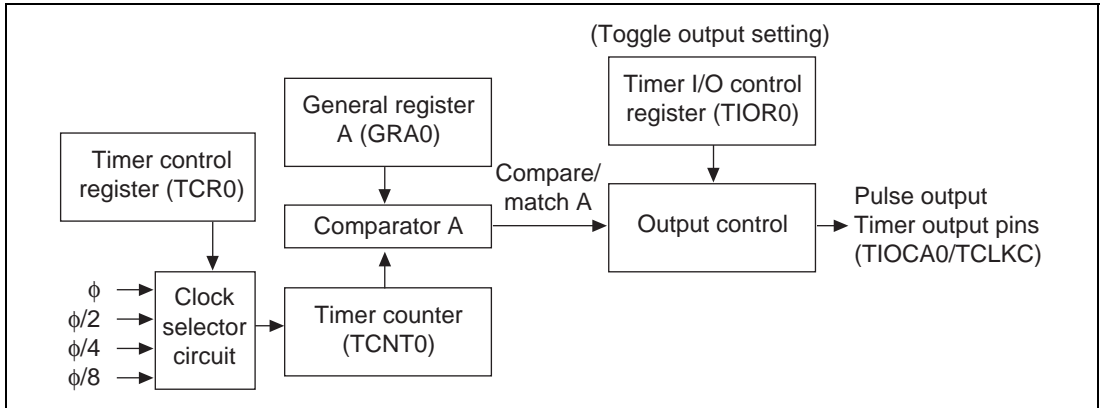 (Toggle output setting)
Timer I/O control
register (TIOR0)
General register
A (GRA0)
Timer control
register (TCR0)
Compare/
match A
Comparator A
Output control
Pulse output
Timer output pins
(TIOCA0/TCLKC)
ϕ
ϕ/2
ϕ/4
ϕ/8
Clock
selector
circuit
Timer counter
(TCNT0)